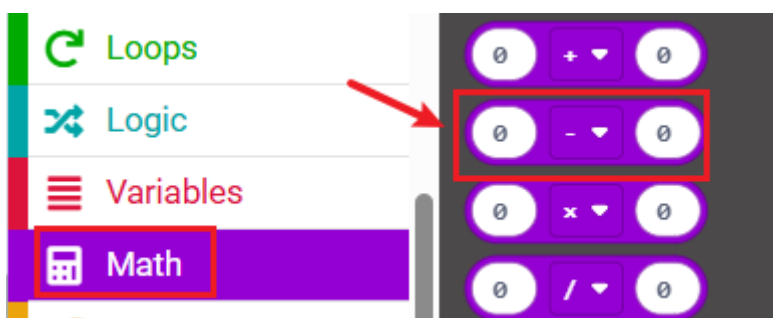 Loops
Logic
Variables
Math
0 + 0
0 - 0
0 x 0
0 / 0